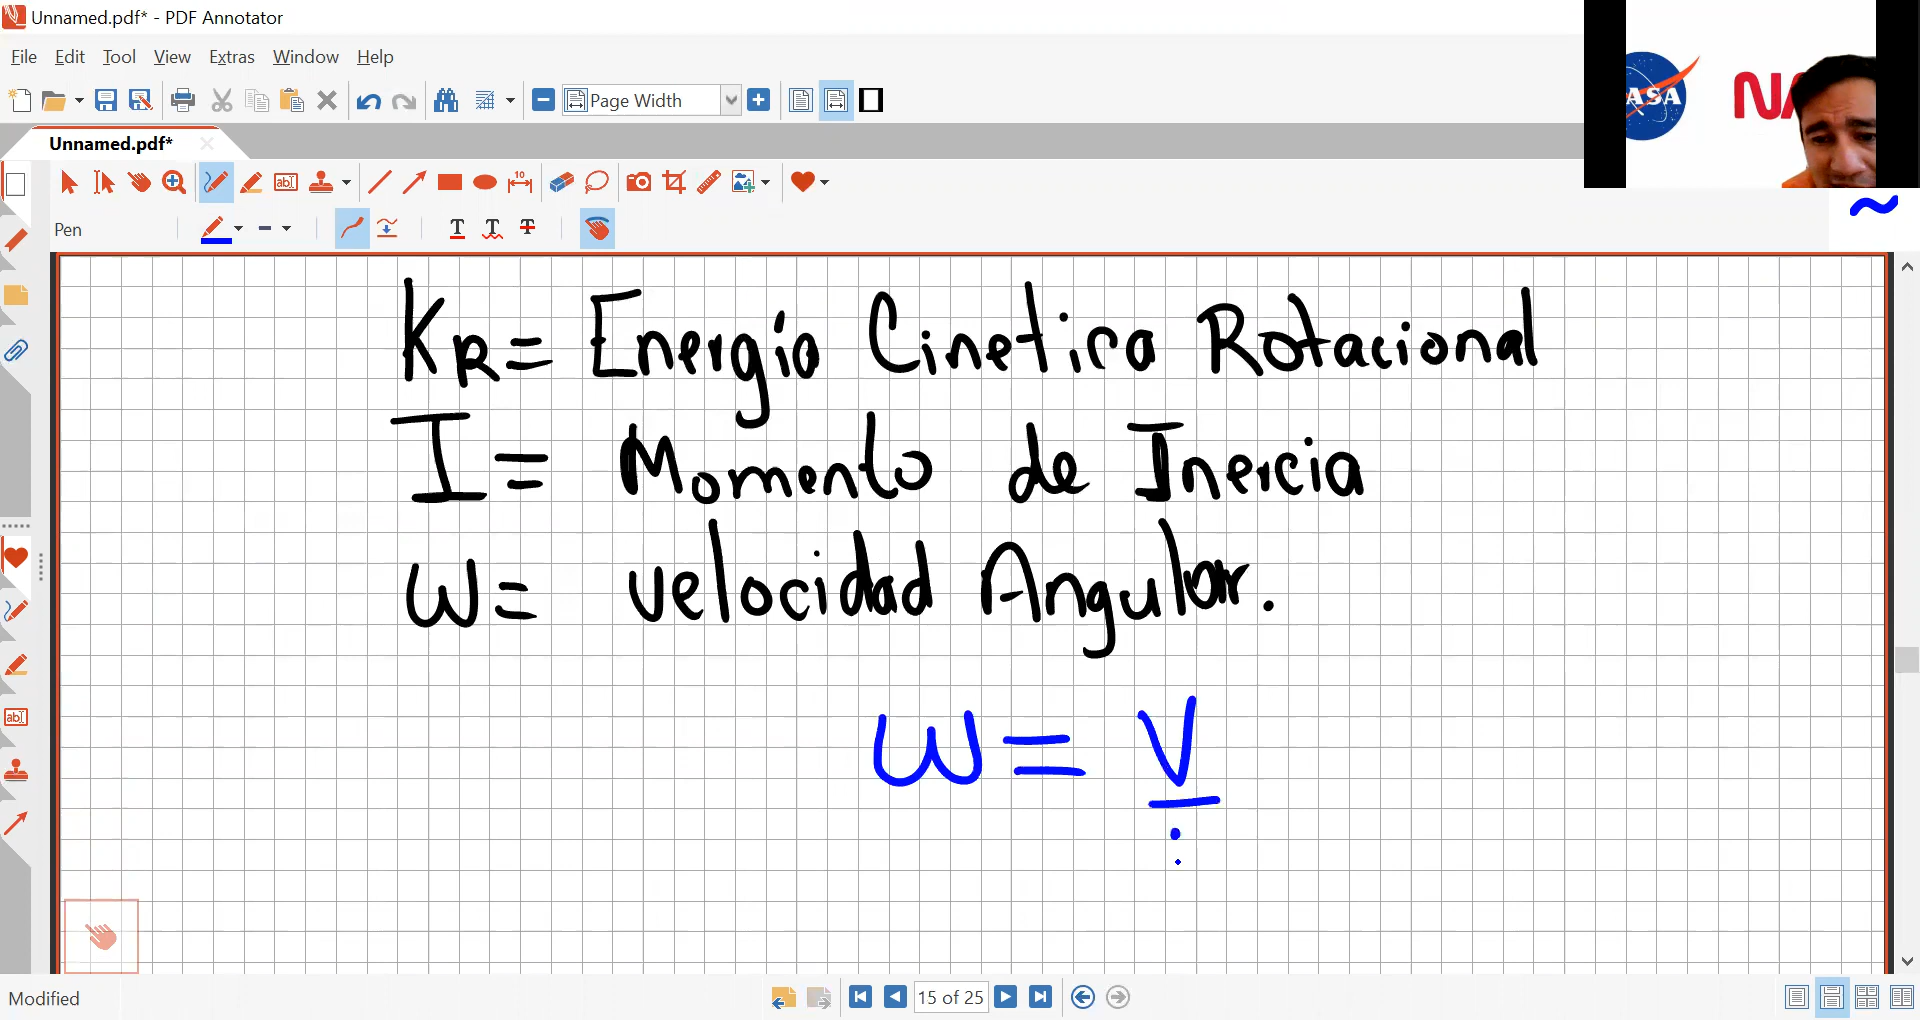 Unnamed.pdf* - PDF Annotator
File Edit Tool View Extras Window Help
Page Width
Unnamed.pdf*
Pen
KR = Energía Cinetica Rotacional
I = Momento de Inercia
ω = velocidad Angular.
ω = V
Modified
15 of 25